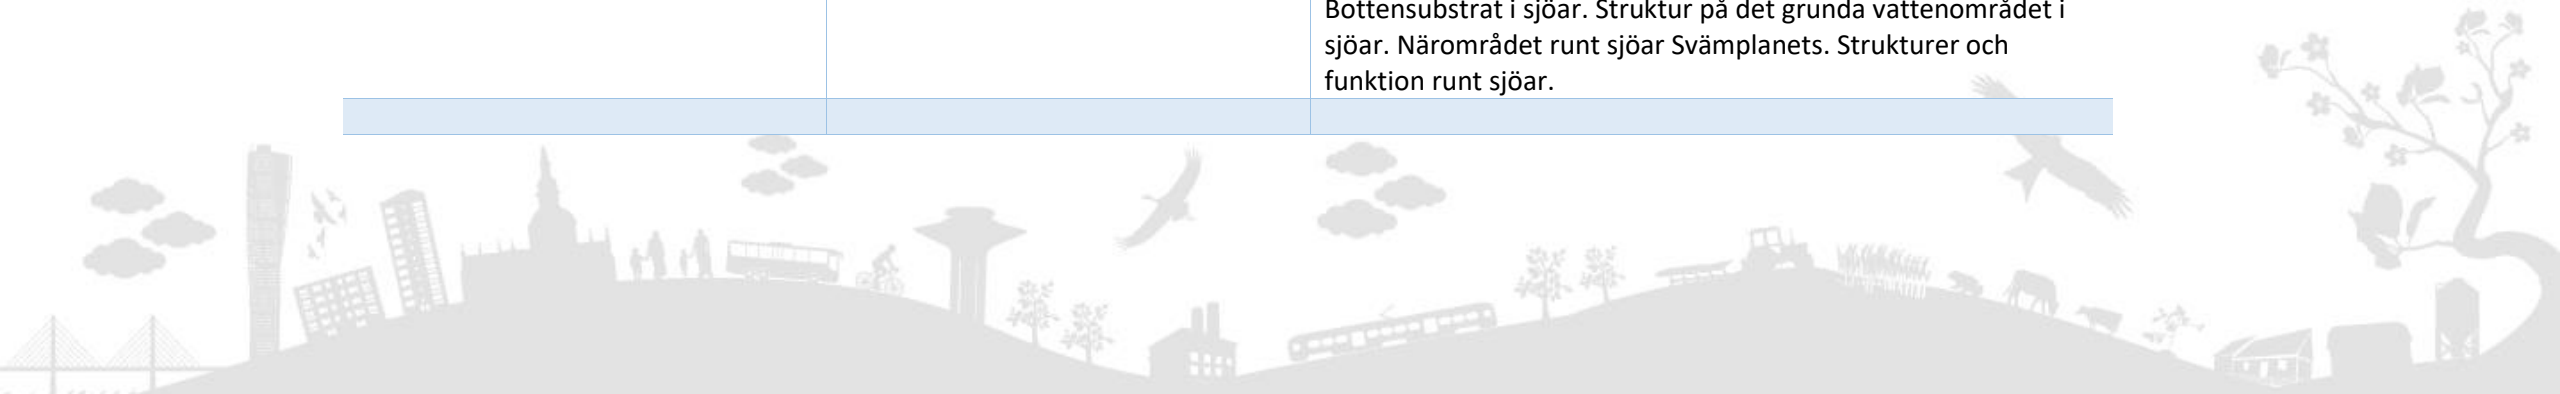 Bottensubstrat i sjöar. Struktur på det grunda vattenområdet i
sjöar. Närområdet runt sjöar Svämplanets. Strukturer och
funktion runt sjöar.